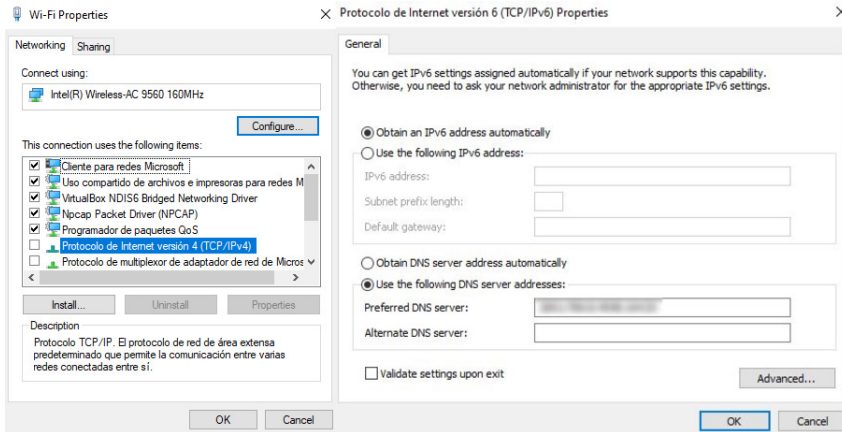 Wi-Fi Properties
Networking
Sharing
Connect using:
Intel(R) Wireless-AC 9560 160MHz
Configure...
This connection uses the following items:
Cliente para redes Microsoft
Uso compartido de archivos e impresoras para redes M
VirtualBox NDIS6 Bridged Networking Driver
Npcap Packet Driver (NPCAP)
Programador de paquetes QoS
Protocolo de Internet versión 4 (TCP/IPv4)
Protocolo de multiplexor de adaptador de red de Micros
Install...
Uninstall
Properties
Description
Protocolo TCP/IP. El protocolo de red de área extensa
predeterminado que permite la comunicación entre varias
redes conectadas entre sí.
OK
Cancel
Protocolo de Internet versión 6 (TCP/IPv6) Properties
General
You can get IPv6 settings assigned automatically if your network supports this capability.
Otherwise, you need to ask your network administrator for the appropriate IPv6 settings.
Obtain an IPv6 address automatically
Use the following IPv6 address:
IPv6 address:
Subnet prefix length:
Default gateway:
Obtain DNS server address automatically
Use the following DNS server addresses:
Preferred DNS server:
Alternate DNS server:
Validate settings upon exit
Advanced...
OK
Cancel